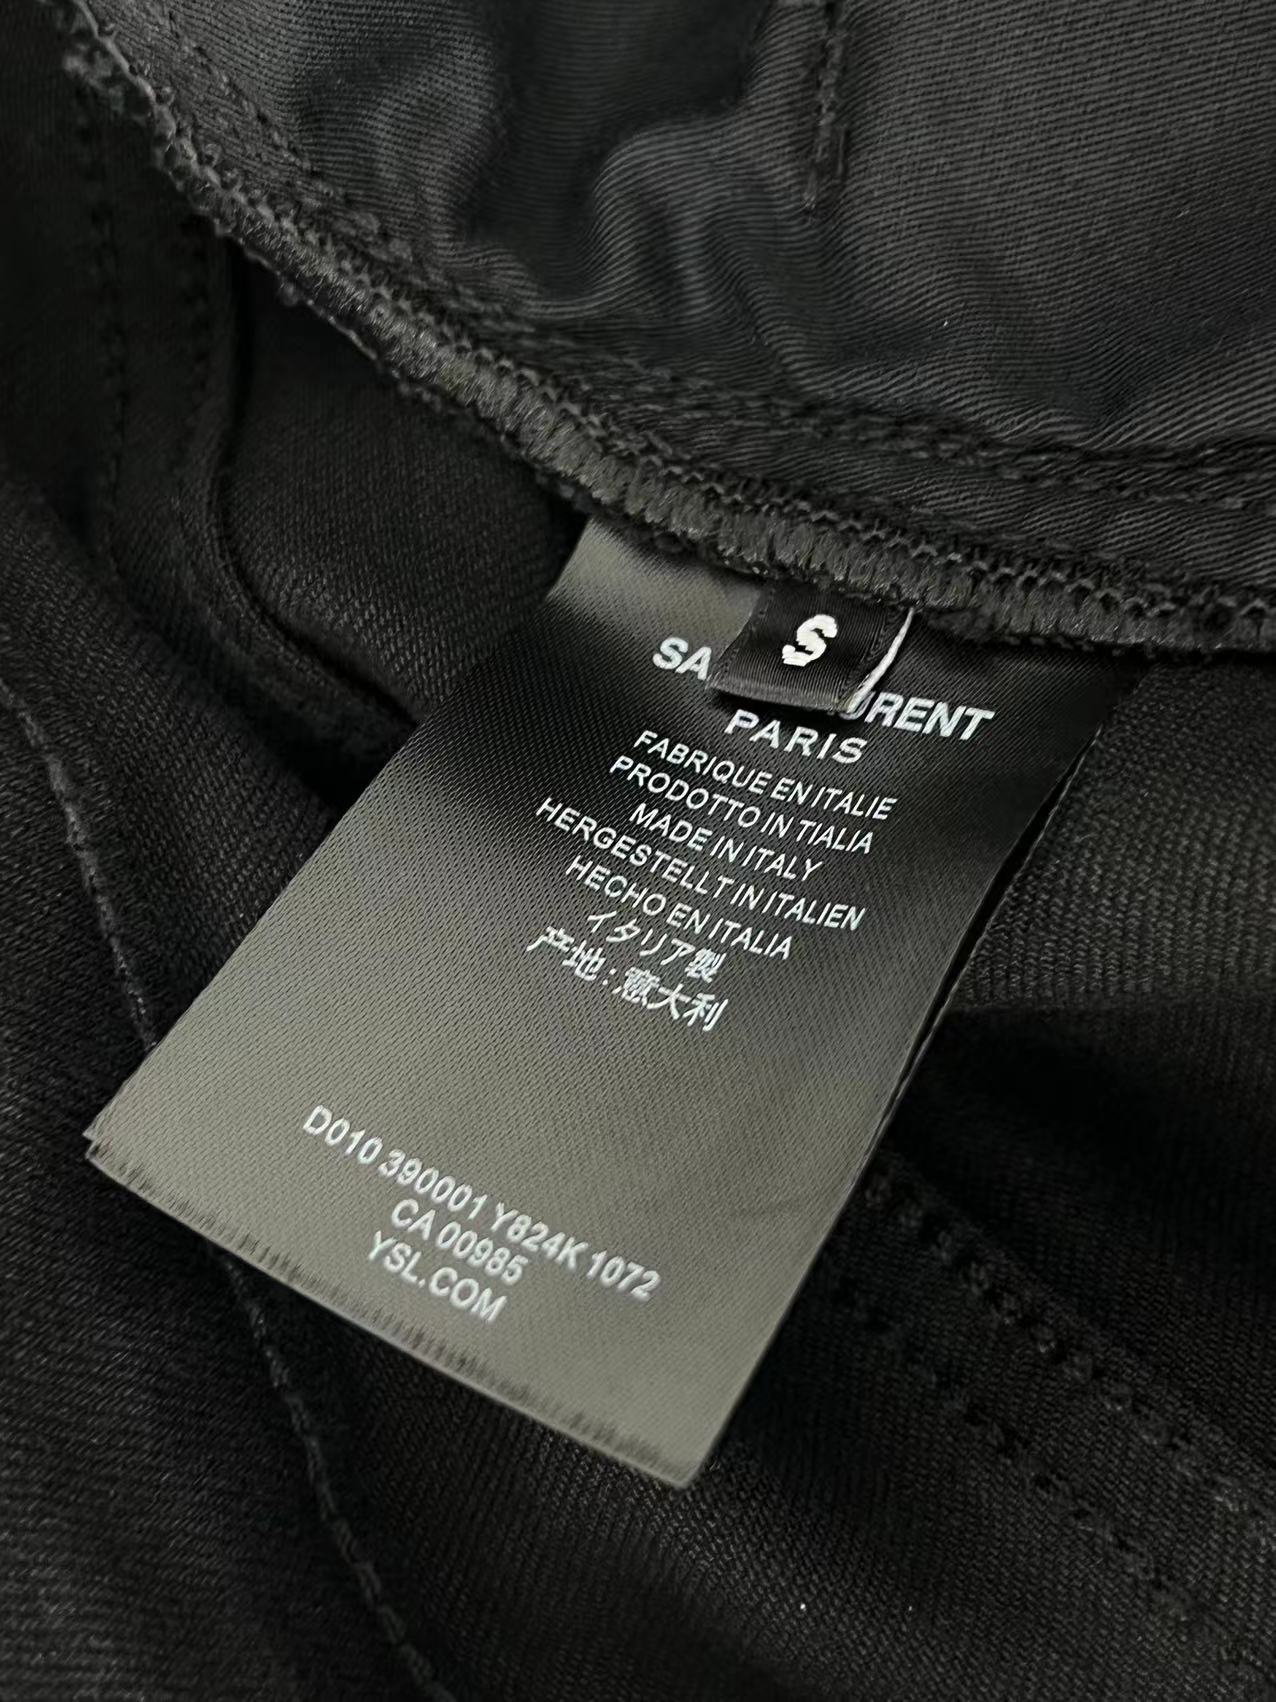 S
SA URENT
PARIS
FABRIQUE EN ITALIE
PRODOTTO IN TIALIA
MADE IN ITALY
HERGESTELLT IN ITALIEN
HECHO EN ITALIA
イタリア製
产地：意大利
D010 390001 Y824K 1072
CA 00985
YSL.COM